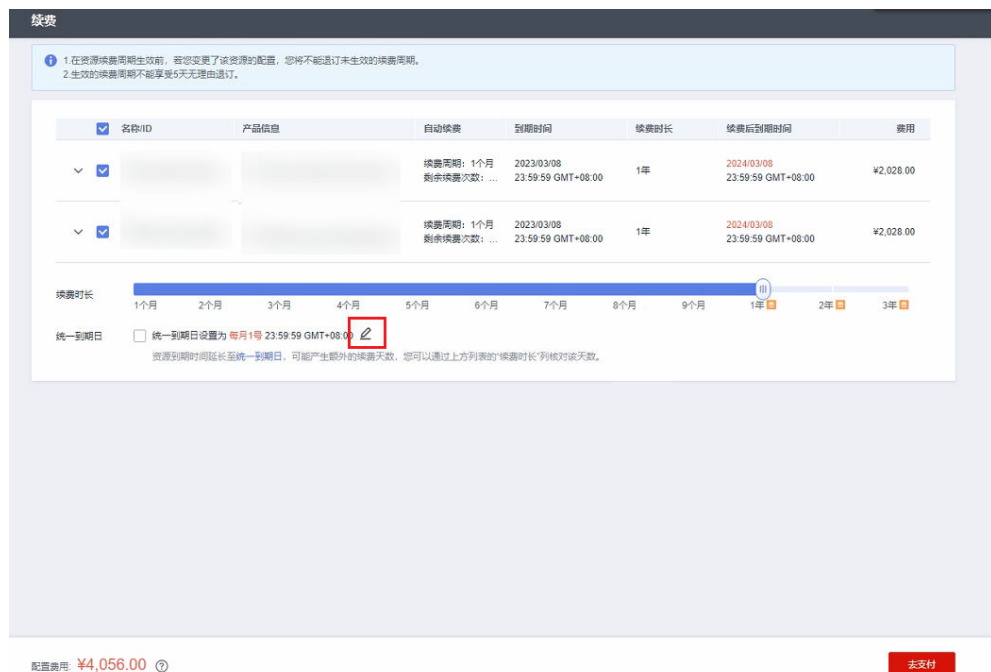 续费
1.在资源续费周期生效前，若您变更了该资源的配置，您将不能退订未生效的续费周期。
2.生效的续费周期不能享受5天无理由退订。
名称/ID 产品信息 自动续费 到期时间 续费时长 续费后到期时间 费用
续费周期：1个月 2023/03/08 1年 2024/03/08 ¥2,028.00
剩余续费次数：... 23:59:59 GMT+08:00 23:59:59 GMT+08:00
续费周期：1个月 2023/03/08 1年 2024/03/08 ¥2,028.00
剩余续费次数：... 23:59:59 GMT+08:00 23:59:59 GMT+08:00
续费时长
1个月 2个月 3个月 4个月 5个月 6个月 7个月 8个月 9个月 1年 2年 3年
统一到期日 统一到期日设置为 每月1号 23:59:59 GMT+08:00
资源到期时间延长至统一到期日，可能产生额外的续费天数，您可以通过上方列表的“续费时长”列核对该天数。
配置费用: ¥4,056.00 去支付